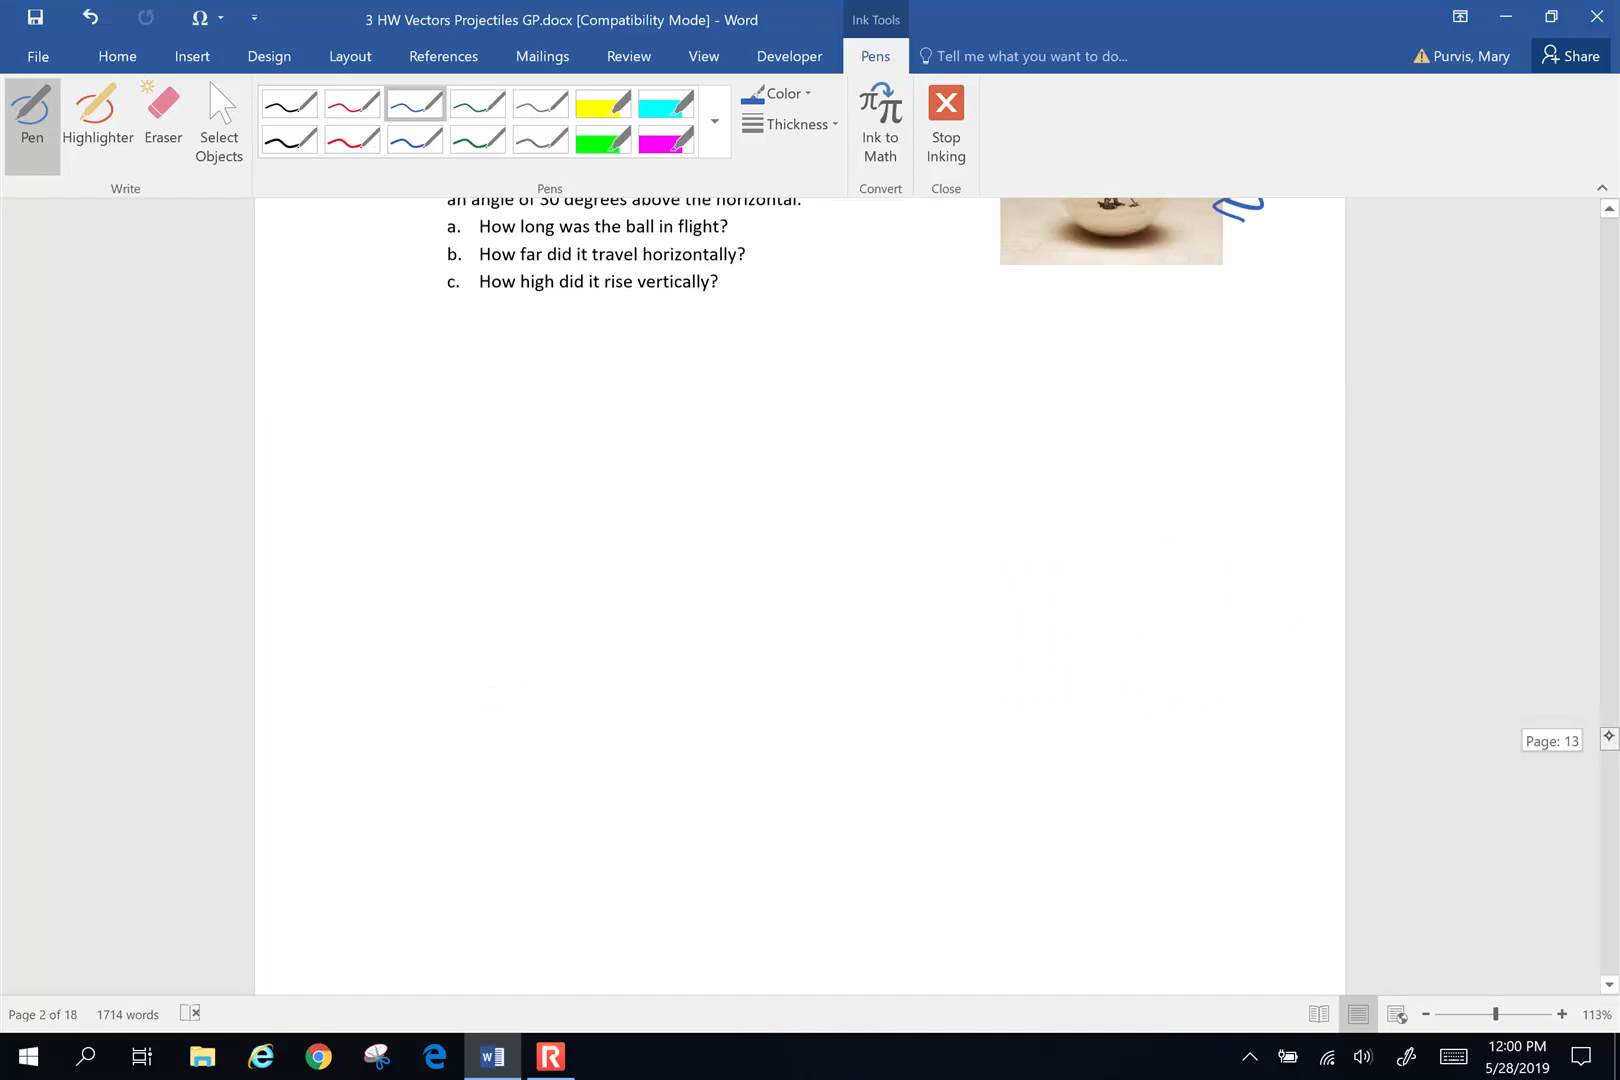 3 HW Vectors Projectiles GP.docx [Compatibility Mode] - Word
Ink Tools
File Home Insert Design Layout References Mailings Review View Developer Pens Tell me what you want to do... Purvis, Mary Share
Pen Highlighter Eraser Select Objects
Color
Thickness
Ink to Math
Stop Inking
Write Pens Convert Close
an angle of 30 degrees above the horizontal.
a. How long was the ball in flight?
b. How far did it travel horizontally?
c. How high did it rise vertically?
Page: 13
Page 2 of 18 1714 words 113%
12:00 PM
5/28/2019